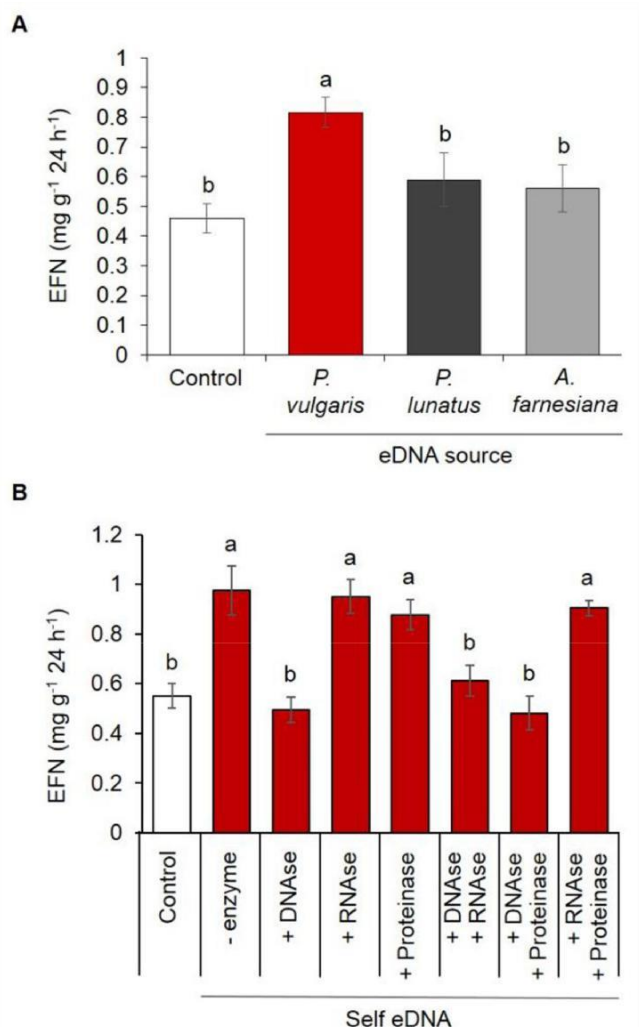 A
EFN (mg g⁻¹ 24 h⁻¹)
1
0.9
0.8
0.7
0.6
0.5
0.4
0.3
0.2
0.1
0
b
a
b
b
Control
P. vulgaris
P. lunatus
A. farnesiana
eDNA source
B
EFN (mg g⁻¹ 24 h⁻¹)
1.2
1
0.8
0.6
0.4
0.2
0
b
a
b
a
a
b
b
a
Control
- enzyme
+ DNAse
+ RNAse
+ Proteinase
+ DNAse
+ RNAse
+ DNAse
+ Proteinase
+ RNAse
+ Proteinase
Self eDNA